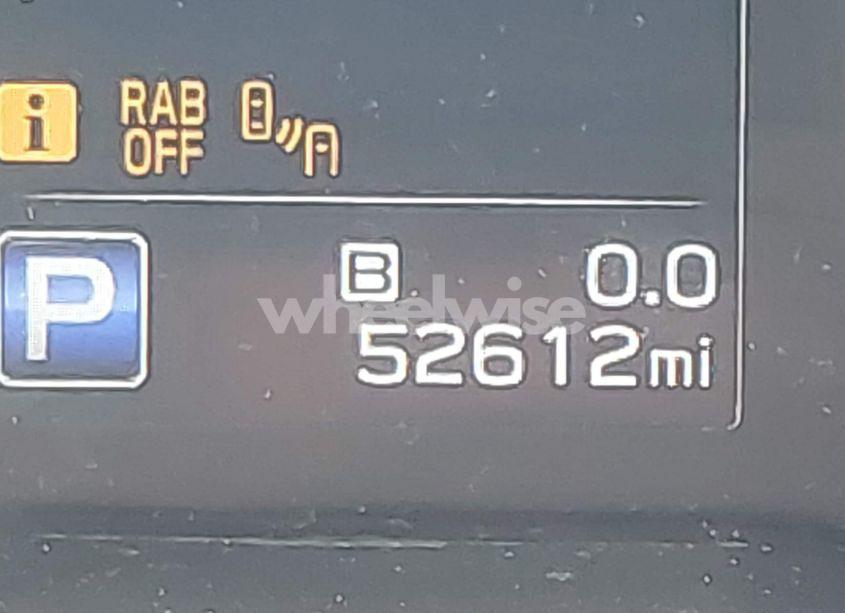 i RAB
OFF
P B 0.0
wheelwise
52612mi